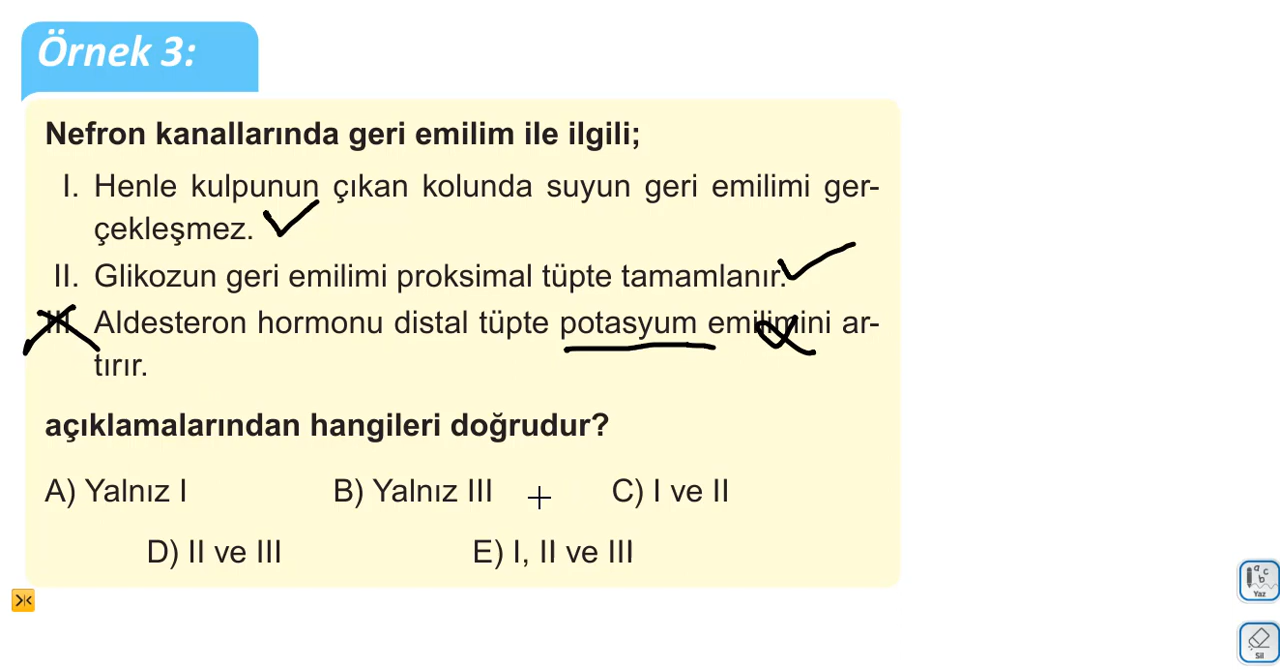 Örnek 3:
Nefron kanallarında geri emilim ile ilgili;
I. Henle kulpunun çıkan kolunda suyun geri emilimi ger-
çekleşmez.
II. Glikozun geri emilimi proksimal tüpte tamamlanır.
III. Aldesteron hormonu distal tüpte potasyum emilimini ar-
tırır.
açıklamalarından hangileri doğrudur?
A) Yalnız I B) Yalnız III C) I ve II
D) II ve III E) I, II ve III
a b c
Yaz
Sil